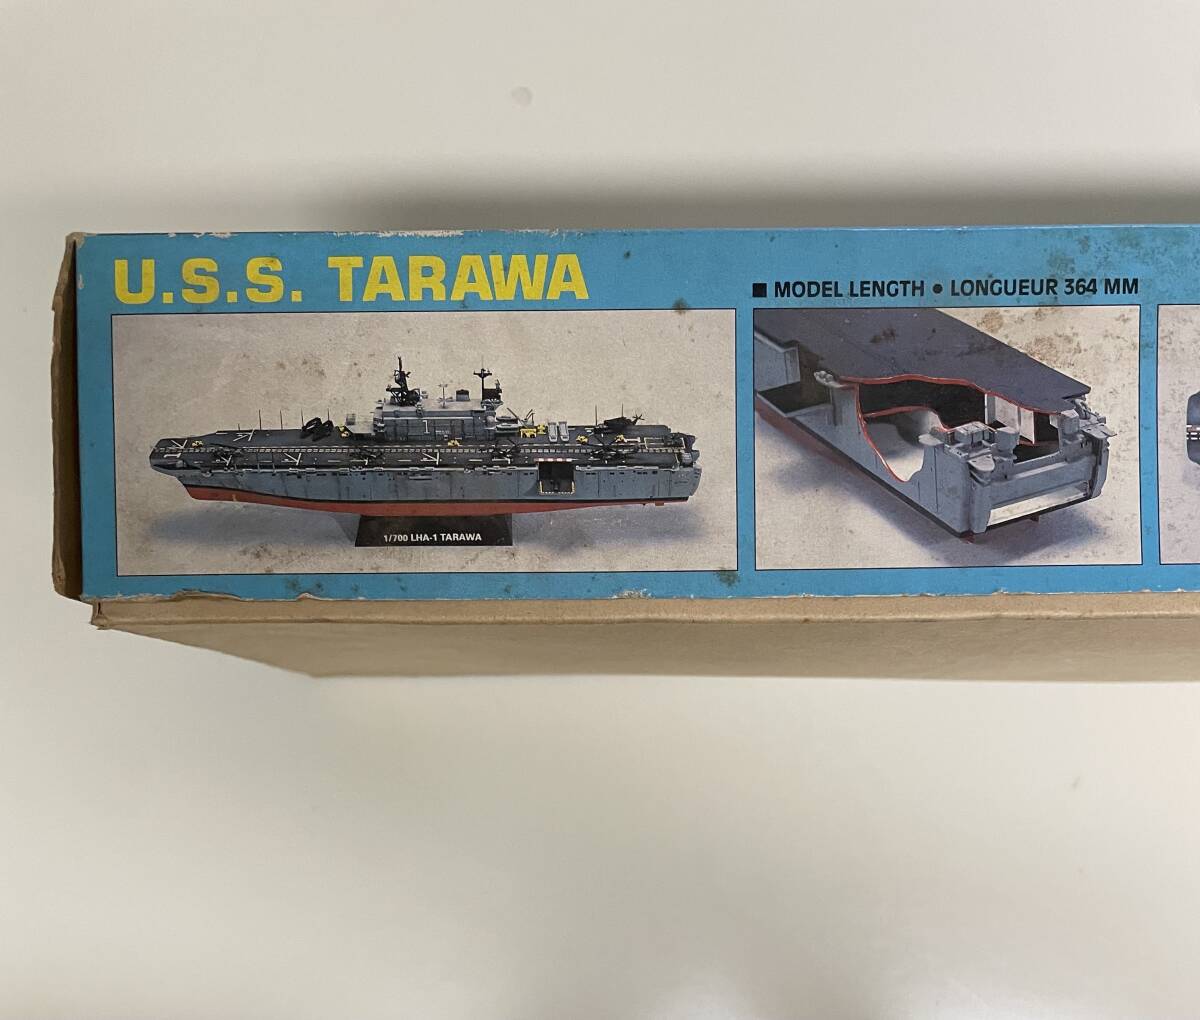 U.S.S. TARAWA
■ MODEL LENGTH • LONGUEUR 364 MM
1/700 LHA-1 TARAWA